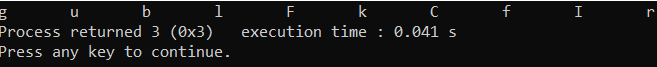 g u b l F k C f I r
Process returned 3 (0x3) execution time : 0.041 s
Press any key to continue.